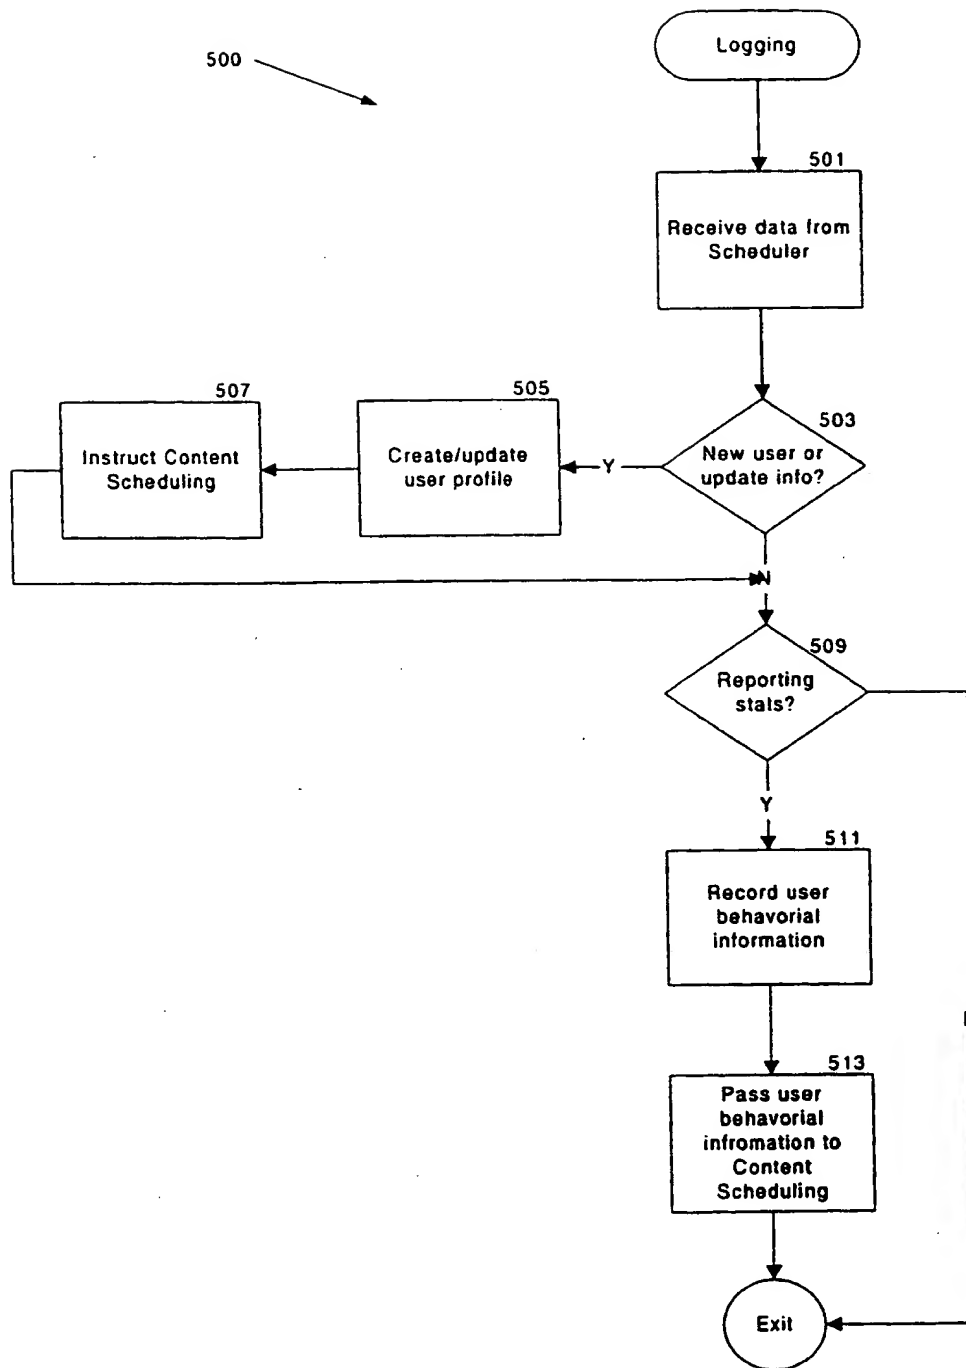 500
Logging
501
Receive data from
Scheduler
507
Instruct Content
Scheduling
505
Create/update
user profile
503
New user or
update info?
Y
N
509
Reporting
stats?
Y
511
Record user
behavorial
information
513
Pass user
behavorial
infromation to
Content
Scheduling
Exit